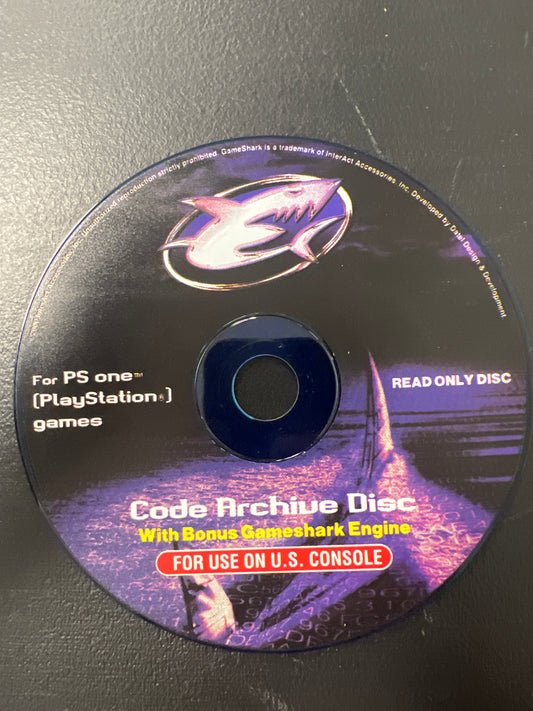 unauthorized reproduction strictly prohibited. GameShark is a trademark of InterAct Accessories, Inc. Developed by Datel Design & Development
For PS one™
(PlayStation®)
games
READ ONLY DISC
Code Archive Disc
With Bonus Gameshark Engine
FOR USE ON U.S. CONSOLE